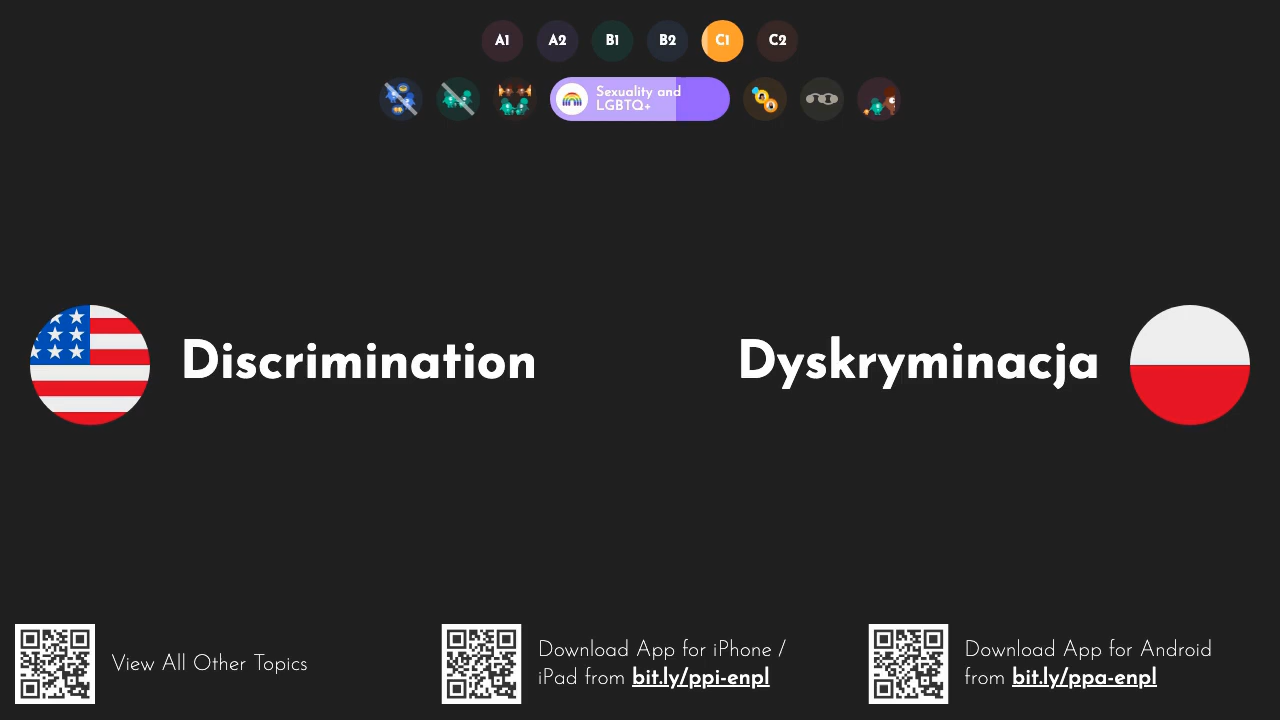 A1 A2 B1 B2 C1 C2
Sexuality and
LGBTQ+
Discrimination
Dyskryminacja
View All Other Topics
Download App for iPhone /
iPad from bit.ly/ppi-enpl
Download App for Android
from bit.ly/ppa-enpl